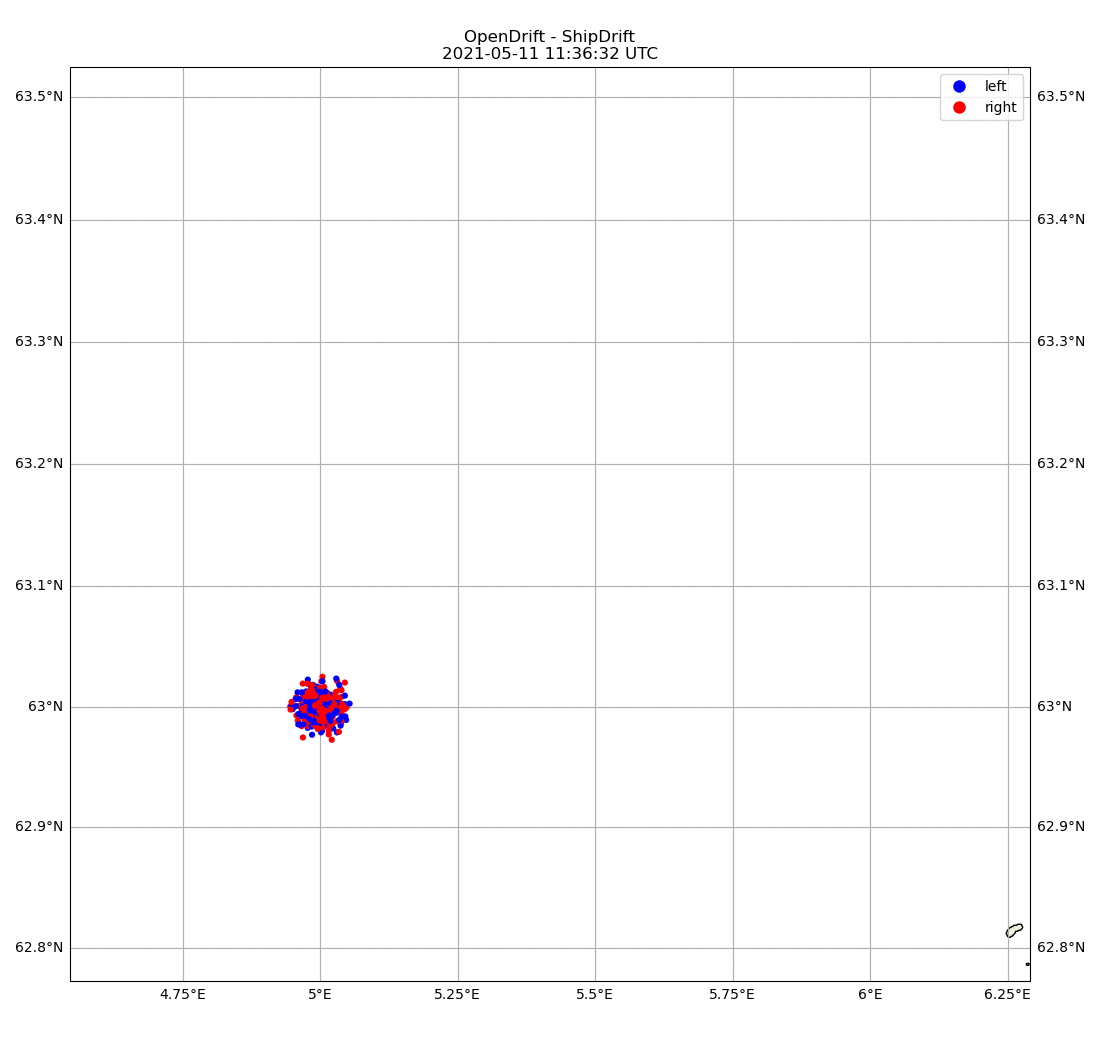 OpenDrift - ShipDrift
2021-05-11 11:36:32 UTC
left
right
63.5°N 63.5°N
63.4°N 63.4°N
63.3°N 63.3°N
63.2°N 63.2°N
63.1°N 63.1°N
63°N 63°N
62.9°N 62.9°N
62.8°N 62.8°N
4.75°E 5°E 5.25°E 5.5°E 5.75°E 6°E 6.25°E